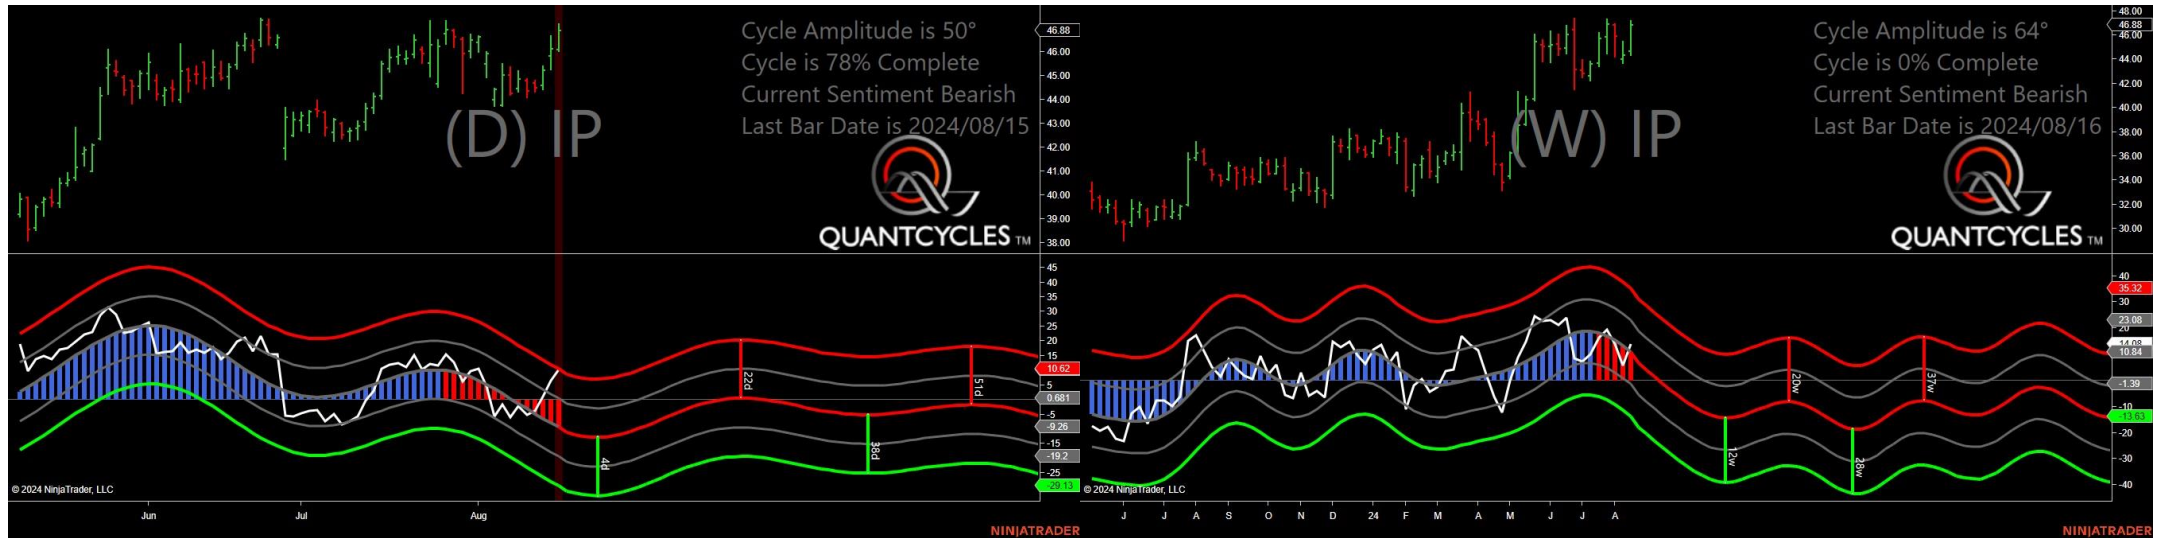 Cycle Amplitude is 50°
Cycle is 78% Complete
Current Sentiment Bearish
Last Bar Date is 2024/08/15
(D) IP
QUANTCYCLES TM
46.88
46.00
45.00
44.00
43.00
42.00
41.00
40.00
39.00
38.00
45
40
35
30
25
20
15
10.62
5
0.681
-5
-9.26
-15
-19.2
-25
-29.13
22d
51d
4d
38d
© 2024 NinjaTrader, LLC
Jun
Jul
Aug
NINJATRADER
Cycle Amplitude is 64°
Cycle is 0% Complete
Current Sentiment Bearish
Last Bar Date is 2024/08/16
(W) IP
QUANTCYCLES TM
48.00
46.88
46.00
44.00
42.00
40.00
38.00
36.00
34.00
32.00
30.00
40
35.32
30
23.08
20
14.08
10.84
-1.39
-10
-13.63
-20
-30
-40
20w
37w
12w
28w
© 2024 NinjaTrader, LLC
J J A S O N D 24 F M A M J J A
NINJATRADER